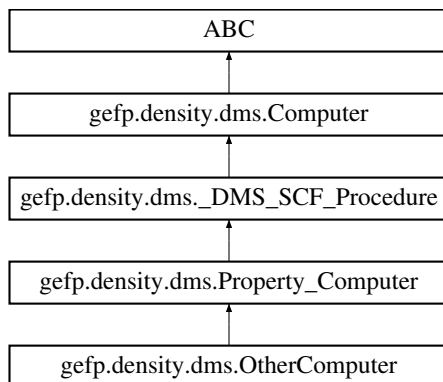 ABC
gefp.density.dms.Computer
gefp.density.dms._DMS_SCF_Procedure
gefp.density.dms.Property_Computer
gefp.density.dms.OtherComputer